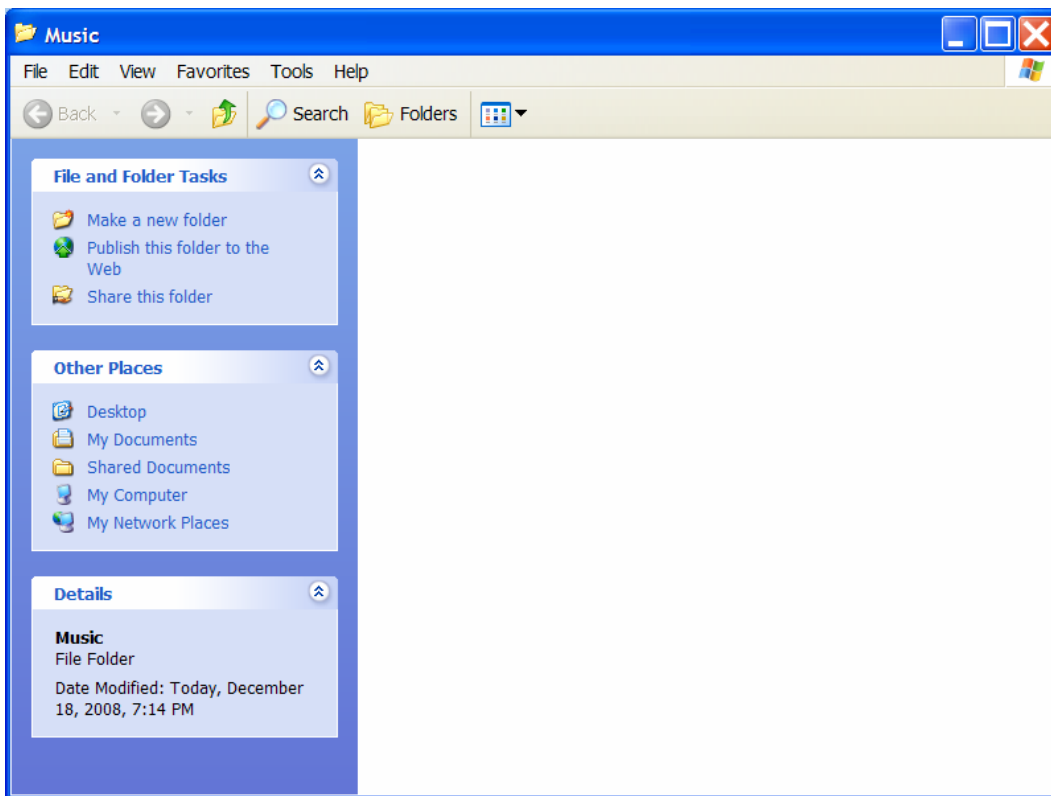 Music
File Edit View Favorites Tools Help
Back Search Folders
File and Folder Tasks
Make a new folder
Publish this folder to the
Web
Share this folder
Other Places
Desktop
My Documents
Shared Documents
My Computer
My Network Places
Details
Music
File Folder
Date Modified: Today, December
18, 2008, 7:14 PM